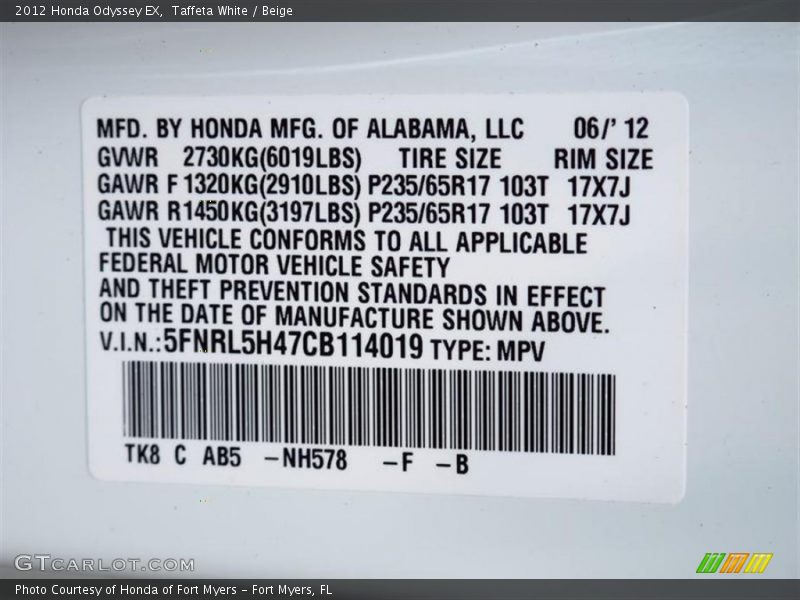 2012 Honda Odyssey EX,  Taffeta White / Beige
MFD. BY HONDA MFG. OF ALABAMA, LLC 06/' 12
GVWR 2730KG(6019LBS) TIRE SIZE RIM SIZE
GAWR F 1320KG(2910LBS) P235/65R17 103T 17X7J
GAWR R1450KG(3197LBS) P235/65R17 103T 17X7J
THIS VEHICLE CONFORMS TO ALL APPLICABLE
FEDERAL MOTOR VEHICLE SAFETY
AND THEFT PREVENTION STANDARDS IN EFFECT
ON THE DATE OF MANUFACTURE SHOWN ABOVE.
V.I.N.:5FNRL5H47CB114019 TYPE: MPV
TK8 C AB5 -NH578 -F -B
GTCARLOT.COM
Photo Courtesy of Honda of Fort Myers - Fort Myers, FL